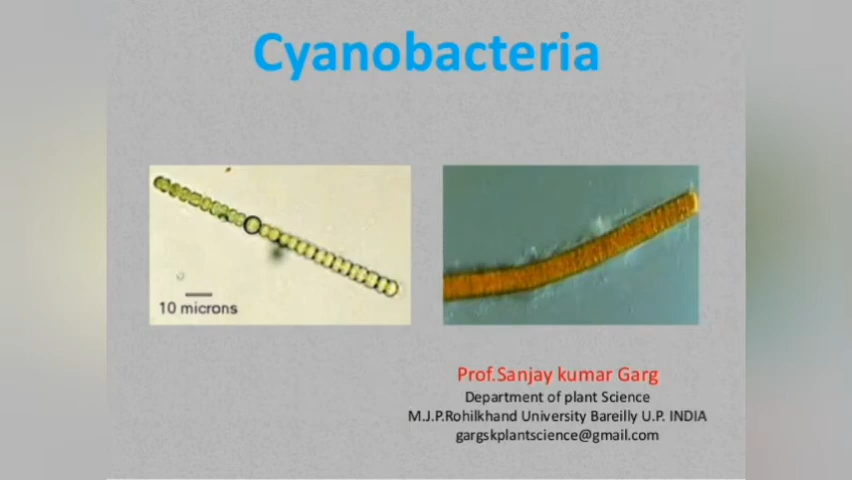 Cyanobacteria
10 microns
Prof.Sanjay kumar Garg
Department of plant Science
M.J.P.Rohilkhand University Bareilly U.P. INDIA
gargskplantscience@gmail.com